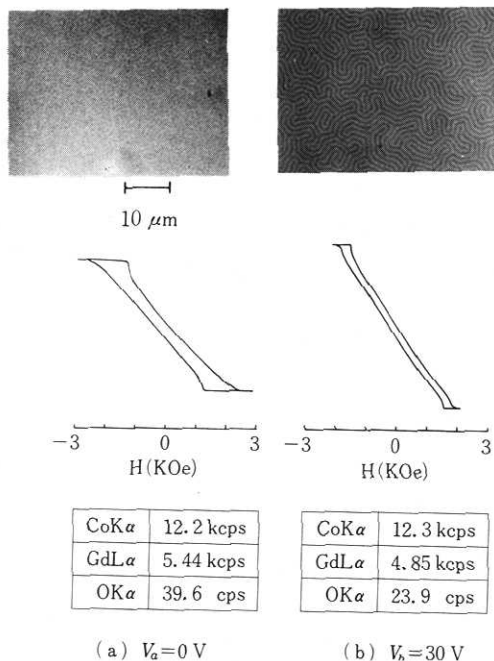 10 μm
−3 0 3
H(KOe)
−3 0 3
H(KOe)
CoKα 12.2 kcps
GdLα 5.44 kcps
OKα 39.6 cps
CoKα 12.3 kcps
GdLα 4.85 kcps
OKα 23.9 cps
(a) Va=0 V
(b) Vb=30 V